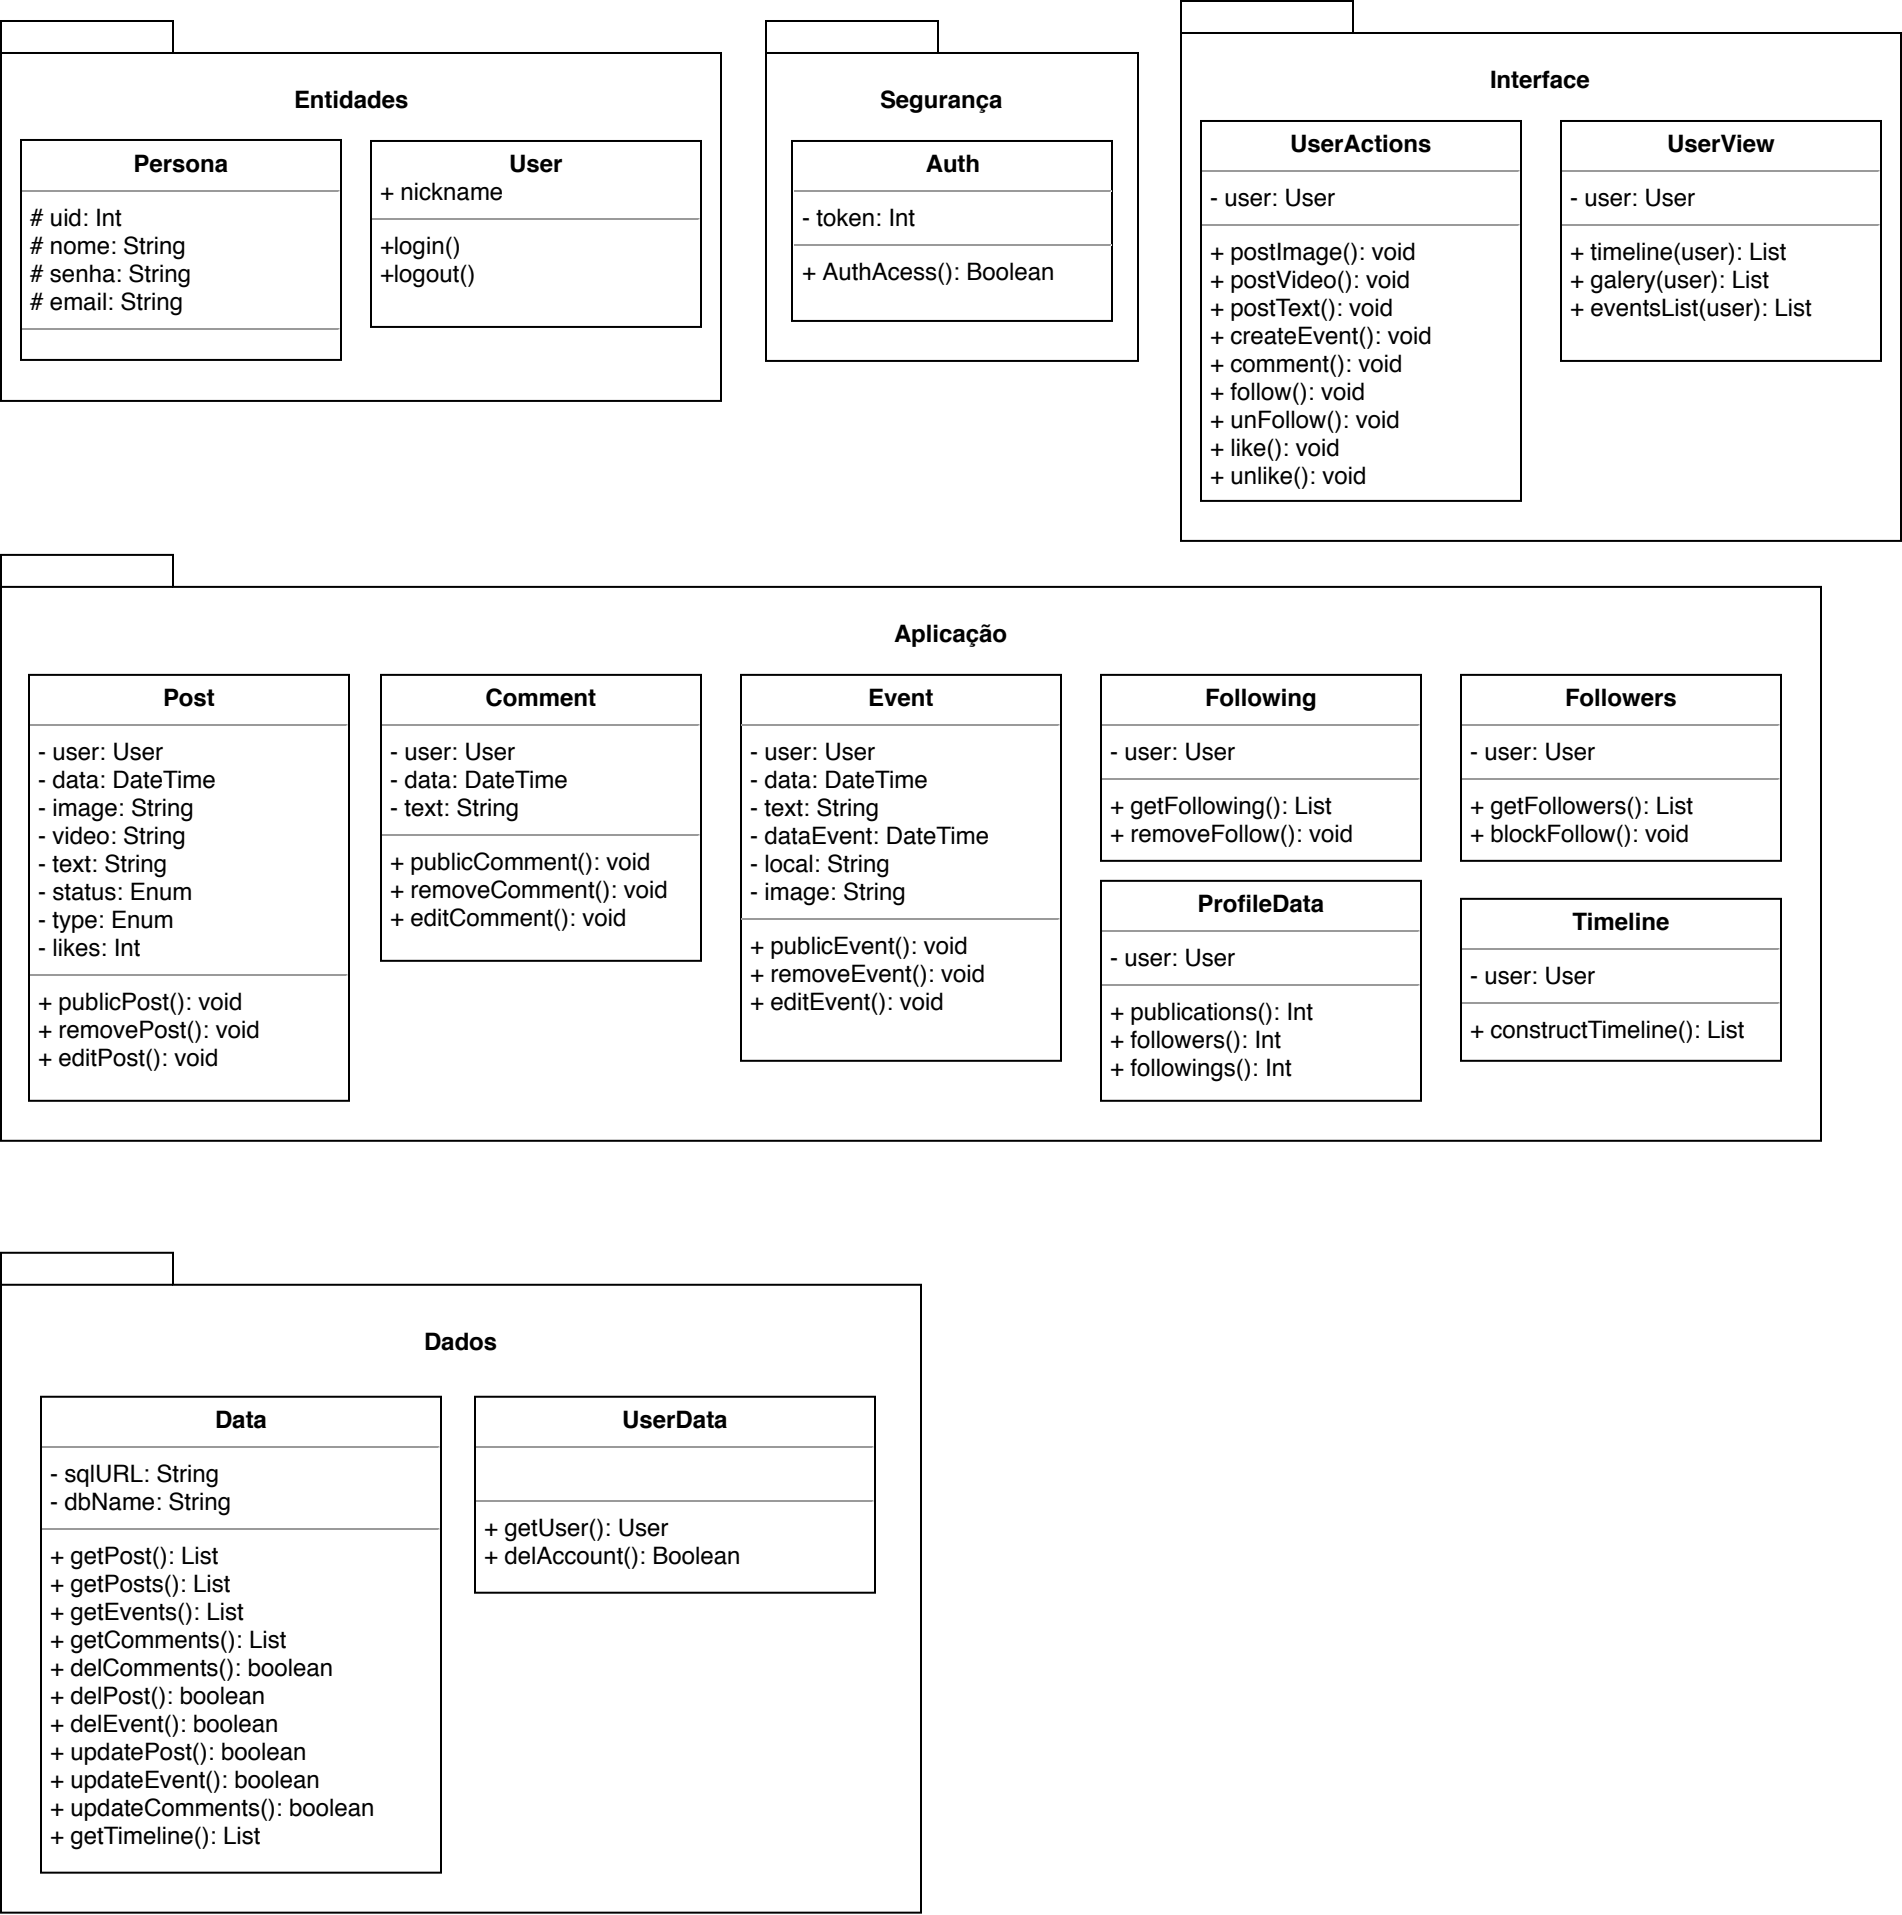 Entidades
Persona
# uid: Int
# nome: String
# senha: String
# email: String
User
+ nickname
+login()
+logout()
Segurança
Auth
- token: Int
+ AuthAcess(): Boolean
Interface
UserActions
- user: User
+ postImage(): void
+ postVideo(): void
+ postText(): void
+ createEvent(): void
+ comment(): void
+ follow(): void
+ unFollow(): void
+ like(): void
+ unlike(): void
UserView
- user: User
+ timeline(user): List
+ galery(user): List
+ eventsList(user): List
Aplicação
Post
- user: User
- data: DateTime
- image: String
- video: String
- text: String
- status: Enum
- type: Enum
- likes: Int
+ publicPost(): void
+ removePost(): void
+ editPost(): void
Comment
- user: User
- data: DateTime
- text: String
+ publicComment(): void
+ removeComment(): void
+ editComment(): void
Event
- user: User
- data: DateTime
- text: String
- dataEvent: DateTime
- local: String
- image: String
+ publicEvent(): void
+ removeEvent(): void
+ editEvent(): void
Following
- user: User
+ getFollowing(): List
+ removeFollow(): void
Followers
- user: User
+ getFollowers(): List
+ blockFollow(): void
ProfileData
- user: User
+ publications(): Int
+ followers(): Int
+ followings(): Int
Timeline
- user: User
+ constructTimeline(): List
Dados
Data
- sqlURL: String
- dbName: String
+ getPost(): List
+ getPosts(): List
+ getEvents(): List
+ getComments(): List
+ delComments(): boolean
+ delPost(): boolean
+ delEvent(): boolean
+ updatePost(): boolean
+ updateEvent(): boolean
+ updateComments(): boolean
+ getTimeline(): List
UserData
+ getUser(): User
+ delAccount(): Boolean